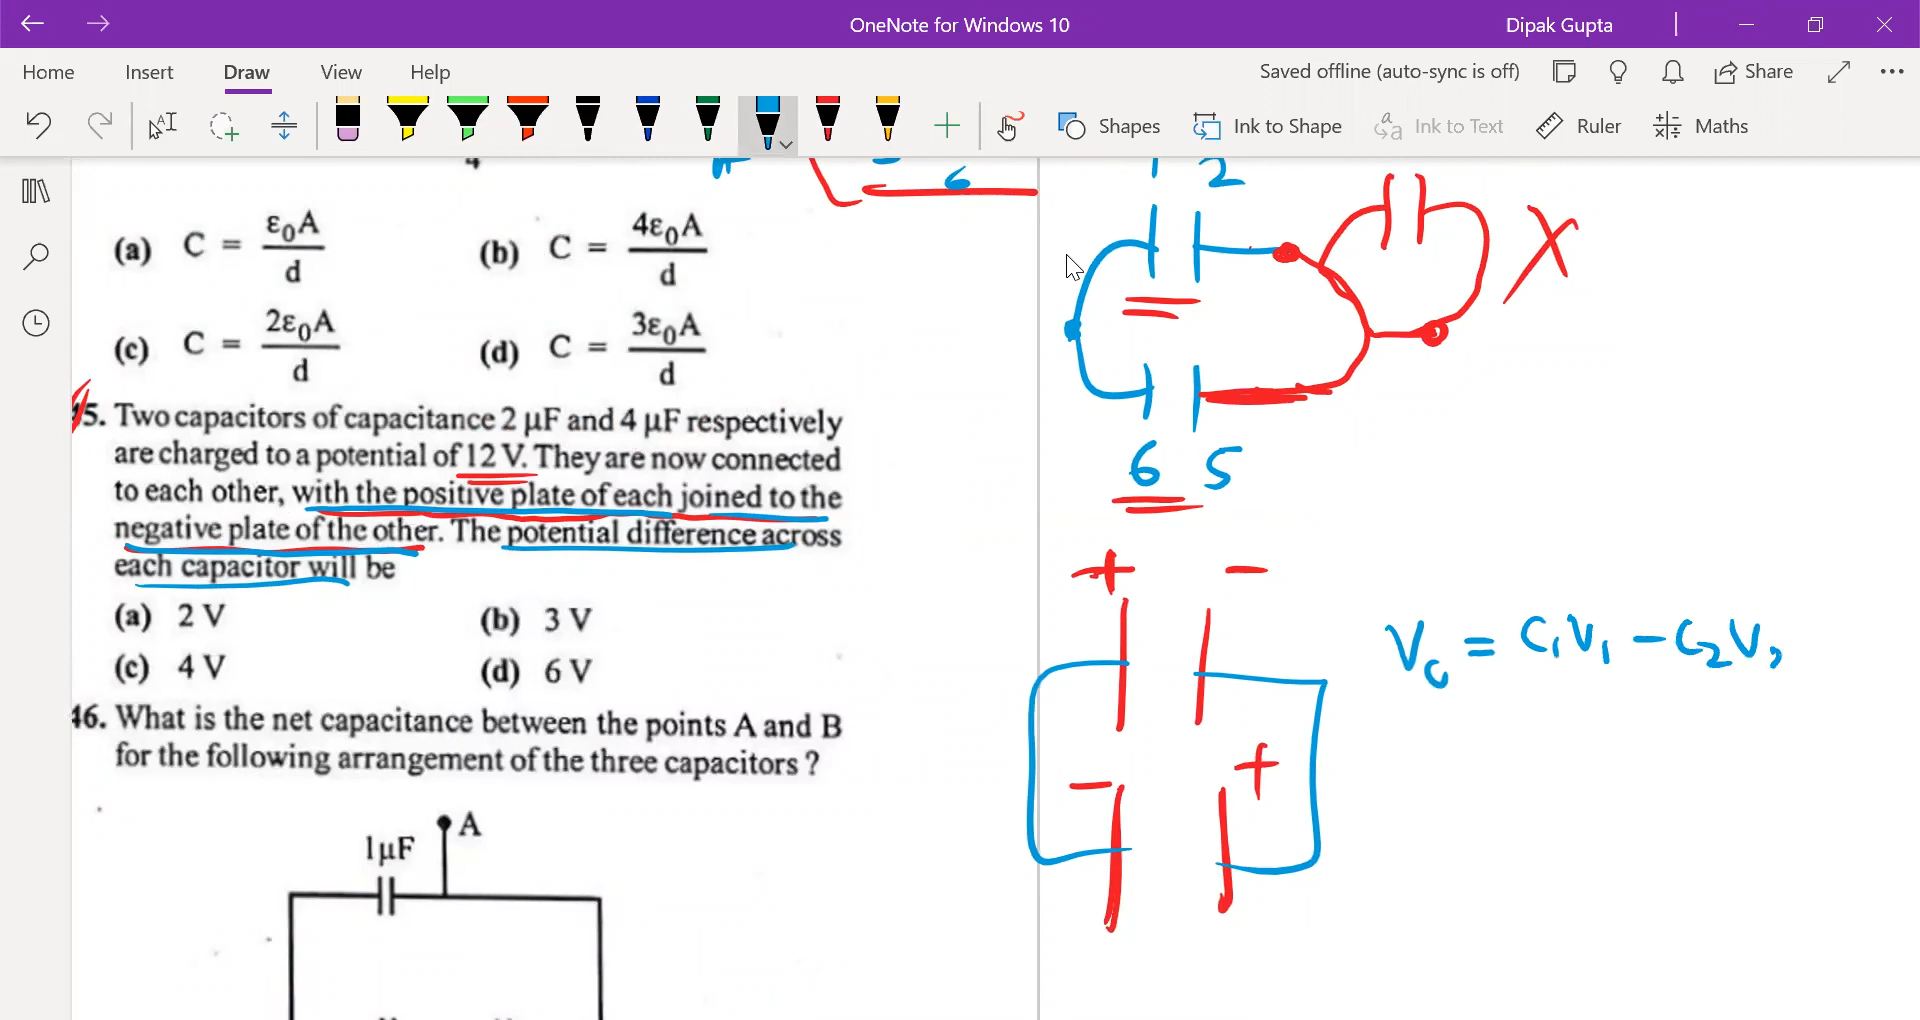 OneNote for Windows 10
Dipak Gupta
Home Insert Draw View Help
Saved offline (auto-sync is off) Share
Shapes Ink to Shape Ink to Text Ruler Maths
4
6
(a) C = ε₀A / d (b) C = 4ε₀A / d
(c) C = 2ε₀A / d (d) C = 3ε₀A / d
45. Two capacitors of capacitance 2 μF and 4 μF respectively
are charged to a potential of 12 V. They are now connected
to each other, with the positive plate of each joined to the
negative plate of the other. The potential difference across
each capacitor will be
(a) 2 V (b) 3 V
(c) 4 V (d) 6 V
46. What is the net capacitance between the points A and B
for the following arrangement of the three capacitors ?
A
1μF
1 2
X
6 5
+ −
− +
Vc = C₁V₁ − C₂V₂